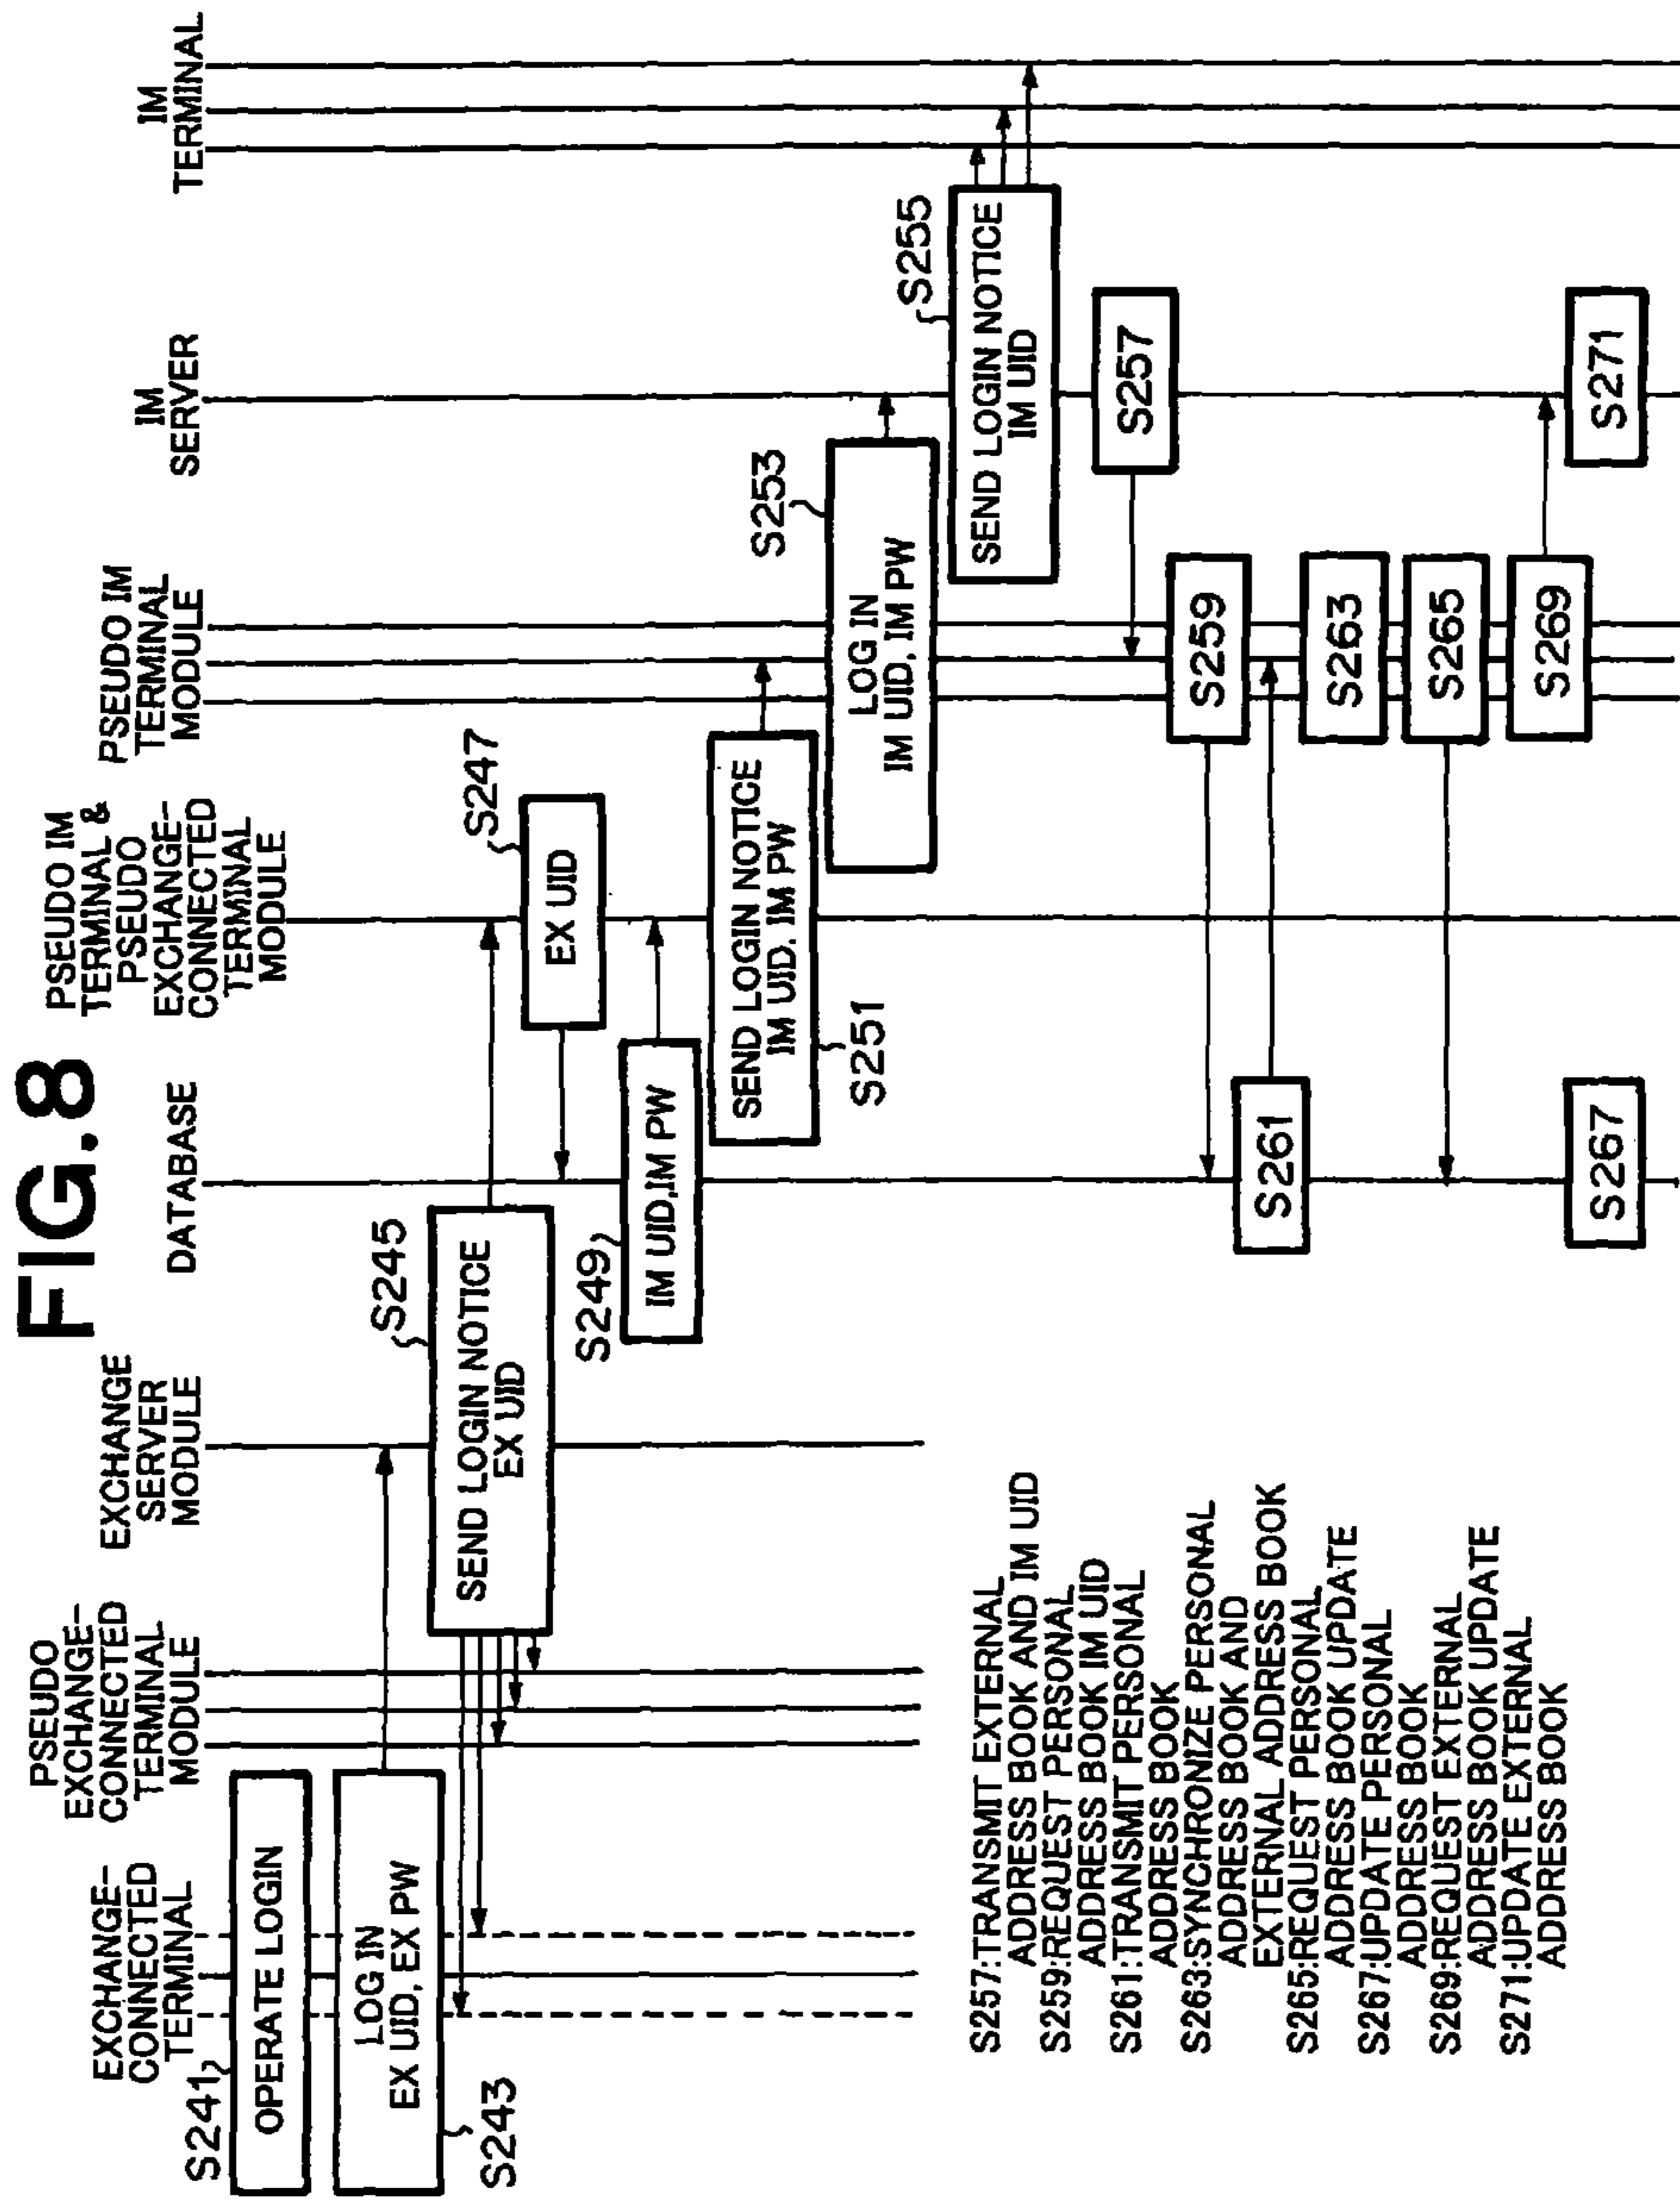 FIG.8
EXCHANGE-
CONNECTED
TERMINAL
PSEUDO
EXCHANGE-
CONNECTED
TERMINAL
MODULE
EXCHANGE
SERVER
MODULE
DATABASE
PSEUDO IM
TERMINAL &
PSEUDO
EXCHANGE-
CONNECTED
TERMINAL
MODULE
PSEUDO IM
TERMINAL
MODULE
IM
SERVER
IM
TERMINAL
S241
OPERATE LOGIN
LOG IN
EX UID, EX PW
S243
S245
SEND LOGIN NOTICE
EX UID
S247
EX UID
S249
IM UID,IM PW
SEND LOGIN NOTICE
IM UID, IM PW
S251
S253
LOG IN
IM UID, IM PW
S255
SEND LOGIN NOTICE
IM UID
S257
S259
S261
S263
S265
S267
S269
S271
S257:TRANSMIT EXTERNAL
ADDRESS BOOK AND IM UID
S259:REQUEST PERSONAL
ADDRESS BOOK IM UID
S261:TRANSMIT PERSONAL
ADDRESS BOOK
S263:SYNCHRONIZE PERSONAL
ADDRESS BOOK AND
EXTERNAL ADDRESS BOOK
S265:REQUEST PERSONAL
ADDRESS BOOK UPDATE
S267:UPDATE PERSONAL
ADDRESS BOOK
S269:REQUEST EXTERNAL
ADDRESS BOOK UPDATE
S271:UPDATE EXTERNAL
ADDRESS BOOK